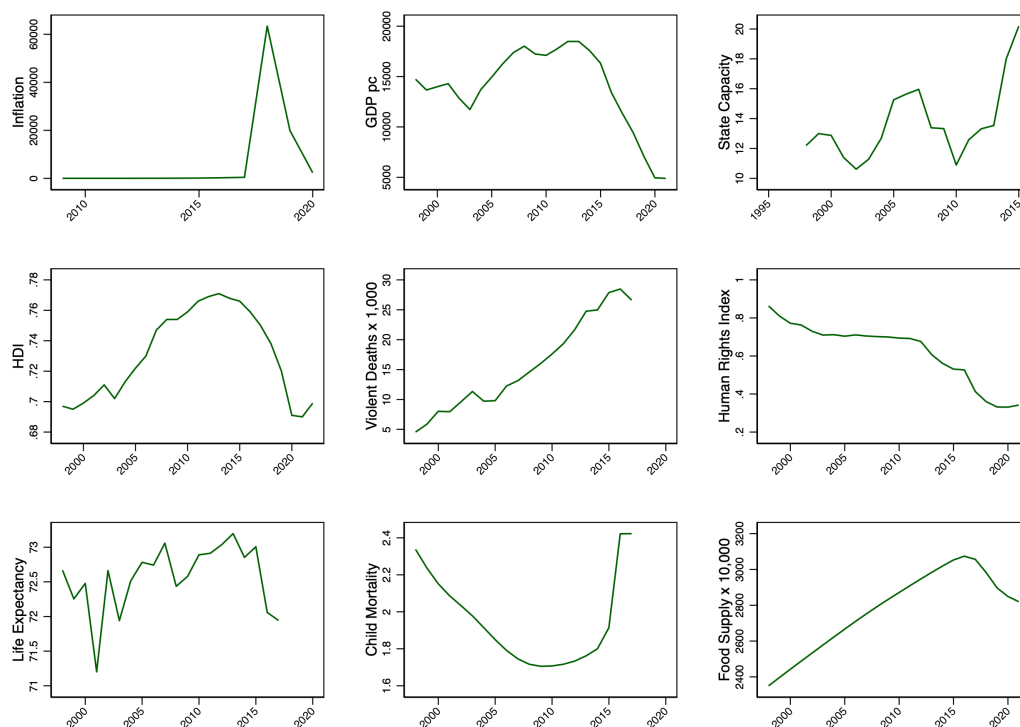 Inflation
0 20000 40000 60000
2010 2015 2020
GDP pc
5000 10000 15000 20000
2000 2005 2010 2015 2020
State Capacity
10 12 14 16 18 20
1995 2000 2005 2010 2015
HDI
.68 .7 .72 .74 .76 .78
2000 2005 2010 2015 2020
Violent Deaths x 1,000
5 10 15 20 25 30
2000 2005 2010 2015 2020
Human Rights Index
.2 .4 .6 .8 1
2000 2005 2010 2015 2020
Life Expectancy
71 71.5 72 72.5 73
2000 2005 2010 2015 2020
Child Mortality
1.6 1.8 2 2.2 2.4
2000 2005 2010 2015 2020
Food Supply x 10,000
2400 2600 2800 3000 3200
2000 2005 2010 2015 2020